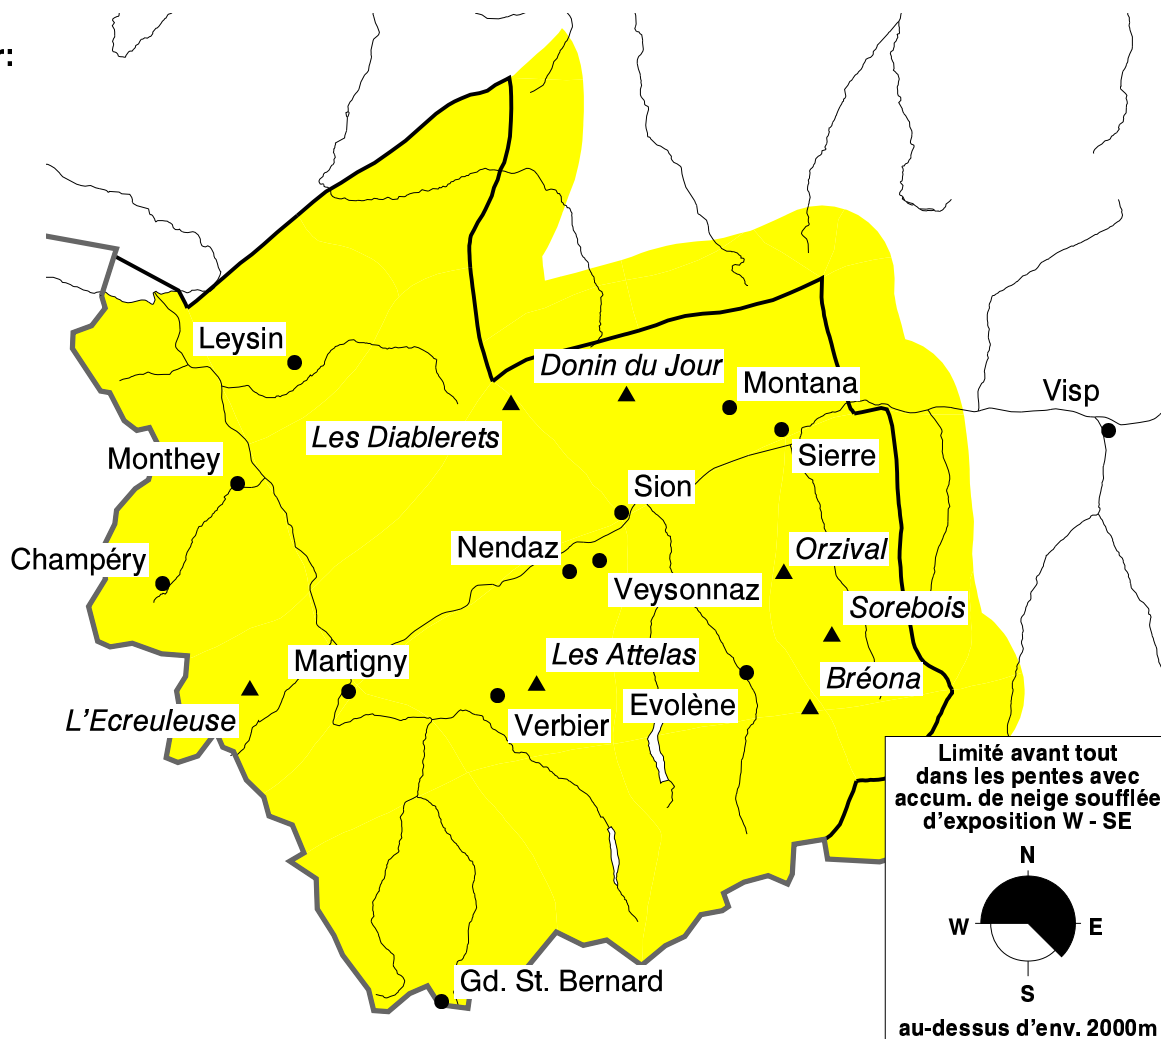 r:
Leysin
Donin du Jour
Montana
Visp
Les Diablerets
Sierre
Monthey
Sion
Nendaz
Orzival
Champéry
Veysonnaz
Sorebois
Les Attelas
Martigny
Bréona
L'Ecreuleuse
Verbier
Evolène
Limité avant tout
dans les pentes avec
accum. de neige soufflée
d'exposition W - SE
N
W
E
S
Gd. St. Bernard
au-dessus d'env. 2000m